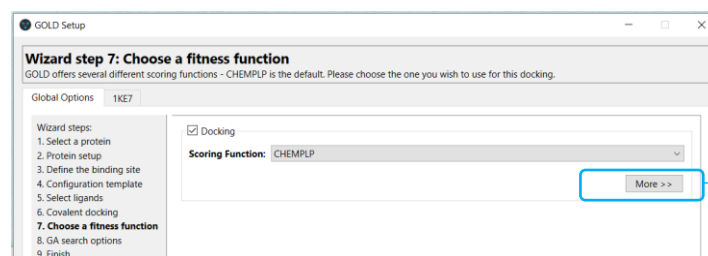 GOLD Setup
Wizard step 7: Choose a fitness function
GOLD offers several different scoring functions - CHEMPLP is the default. Please choose the one you wish to use for this docking.
Global Options 1KE7
Wizard steps:
1. Select a protein
2. Protein setup
3. Define the binding site
4. Configuration template
5. Select ligands
6. Covalent docking
7. Choose a fitness function
8. GA search options
9. Finish
Docking
Scoring Function: CHEMPLP
More >>